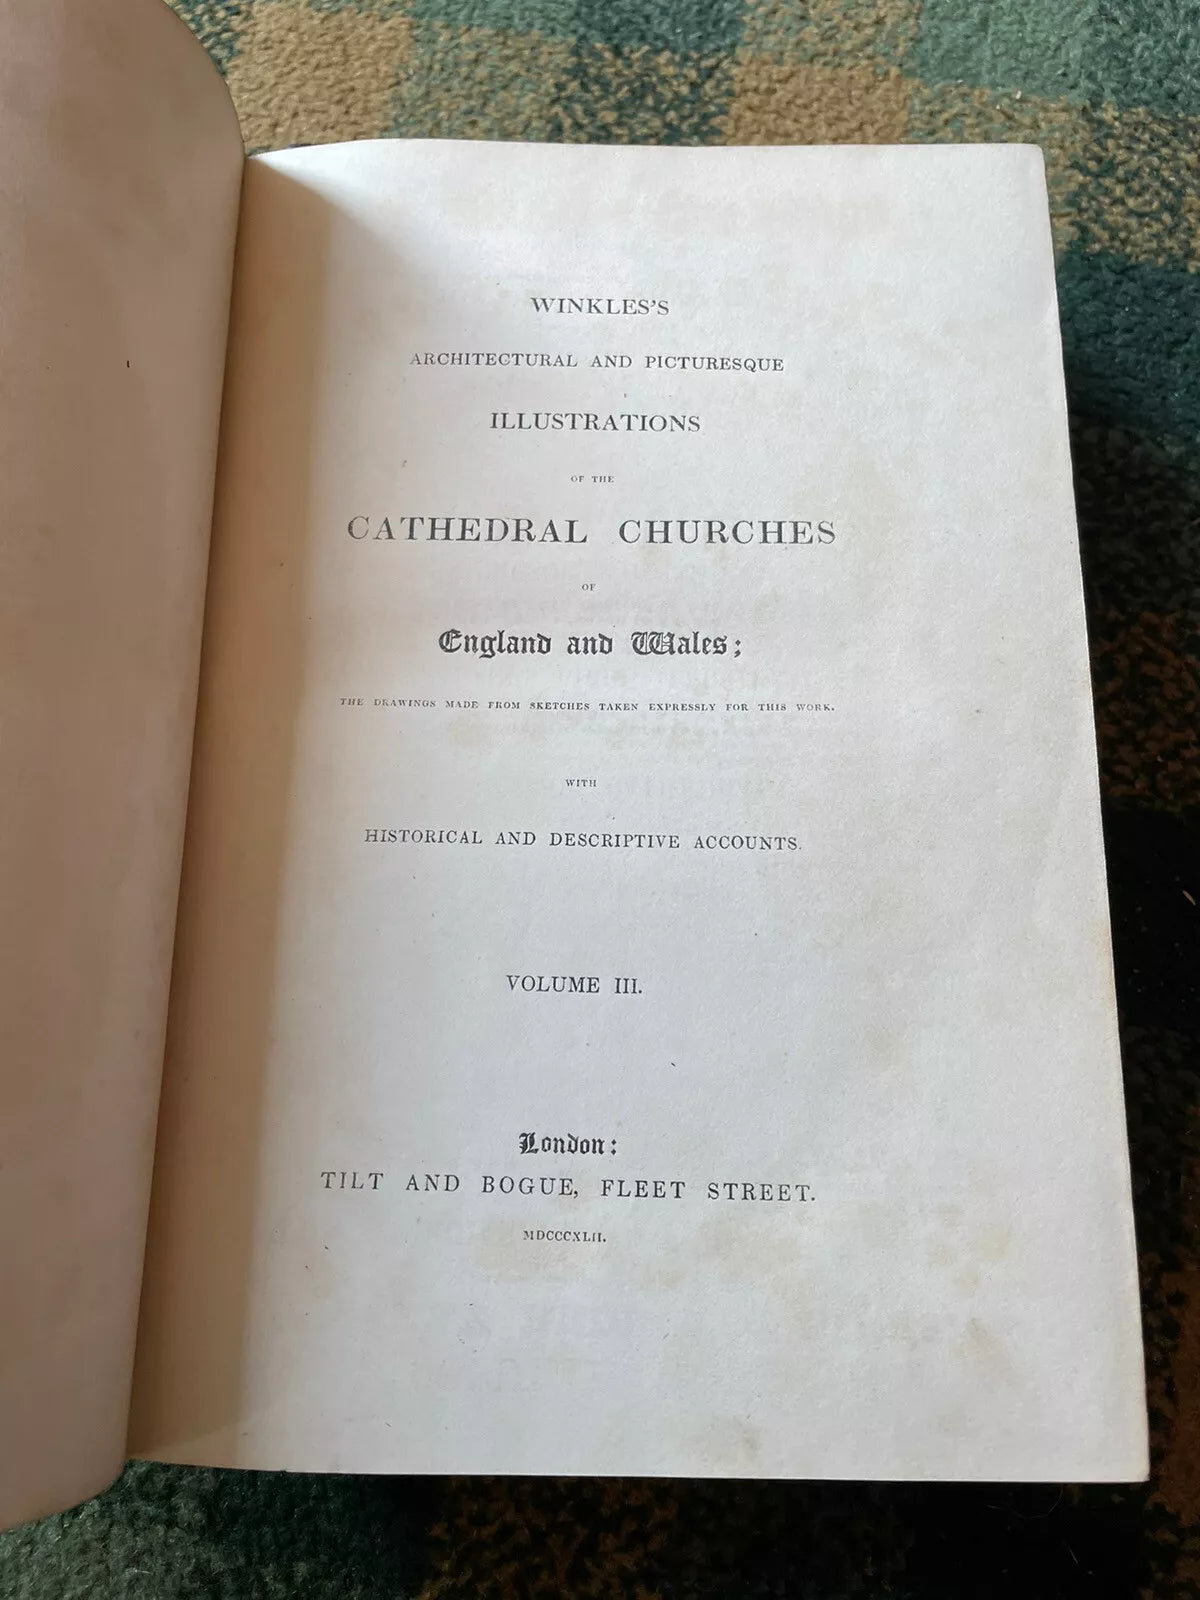 WINKLES'S
ARCHITECTURAL AND PICTURESQUE
ILLUSTRATIONS
OF THE
CATHEDRAL CHURCHES
OF
England and Wales;
THE DRAWINGS MADE FROM SKETCHES TAKEN EXPRESSLY FOR THIS WORK.
WITH
HISTORICAL AND DESCRIPTIVE ACCOUNTS.
VOLUME III.
London:
TILT AND BOGUE, FLEET STREET.
MDCCCXLII.